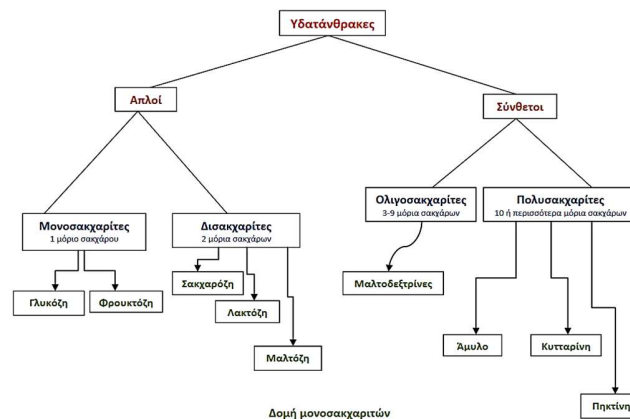 Υδατάνθρακες
Απλοί
Σύνθετοι
Μονοσακχαρίτες
1 μόριο σακχάρου
Δισακχαρίτες
2 μόρια σακχάρων
Ολιγοσακχαρίτες
3-9 μόρια σακχάρων
Πολυσακχαρίτες
10 ή περισσότερα μόρια σακχάρων
Γλυκόζη
Φρουκτόζη
Σακχαρόζη
Λακτόζη
Μαλτόζη
Μαλτοδεξτρίνες
Άμυλο
Κυτταρίνη
Πηκτίνη
Δομή μονοσακχαριτών